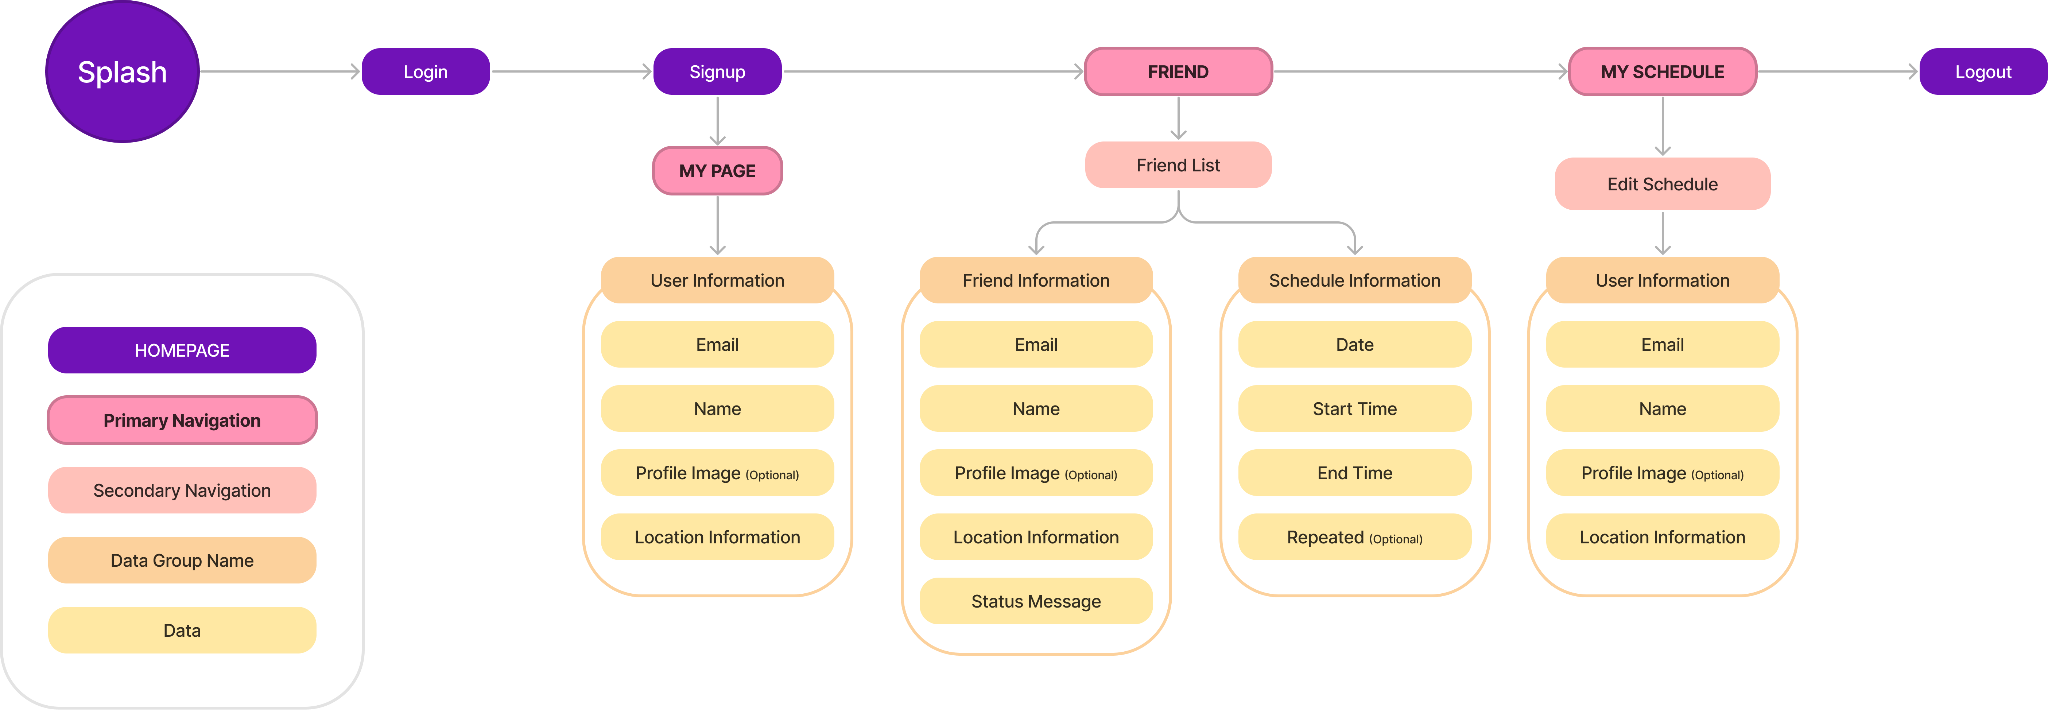 Splash
Login
Signup
FRIEND
MY SCHEDULE
Logout
MY PAGE
Friend List
Edit Schedule
User Information
Email
Name
Profile Image (Optional)
Location Information
Friend Information
Email
Name
Profile Image (Optional)
Location Information
Status Message
Schedule Information
Date
Start Time
End Time
Repeated (Optional)
User Information
Email
Name
Profile Image (Optional)
Location Information
HOMEPAGE
Primary Navigation
Secondary Navigation
Data Group Name
Data